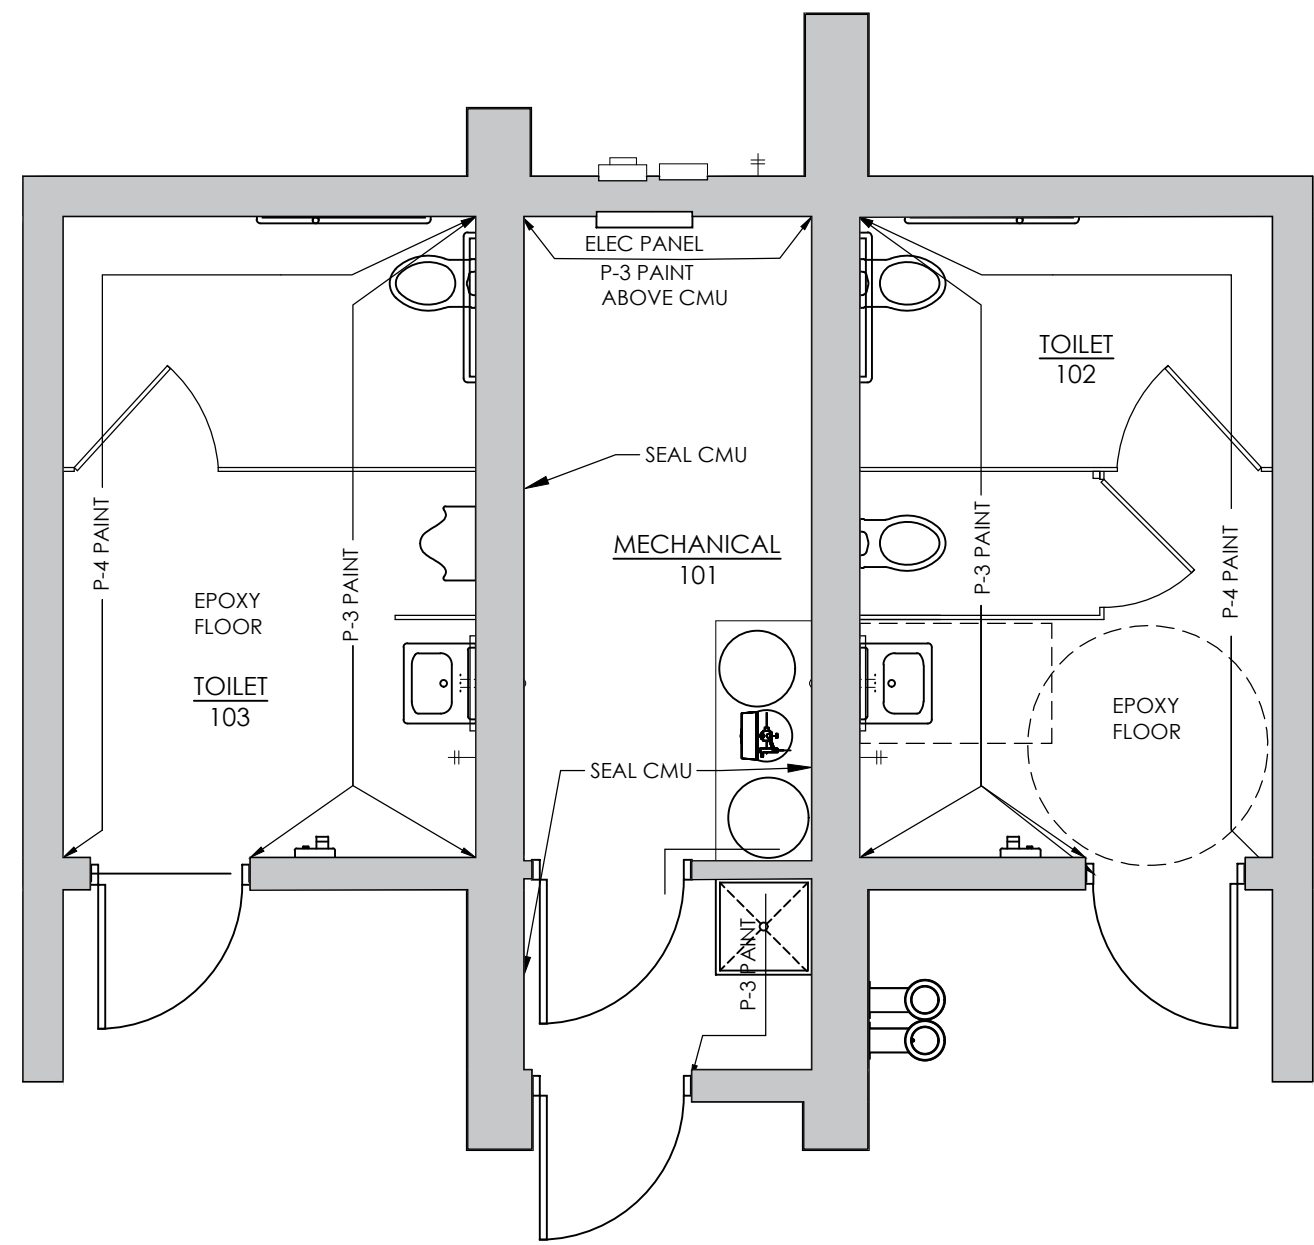 ELEC PANEL
P-3 PAINT
ABOVE CMU
TOILET
102
SEAL CMU
MECHANICAL
101
P-4 PAINT
P-3 PAINT
P-3 PAINT
P-4 PAINT
EPOXY
FLOOR
TOILET
103
EPOXY
FLOOR
SEAL CMU
P-3 PAINT